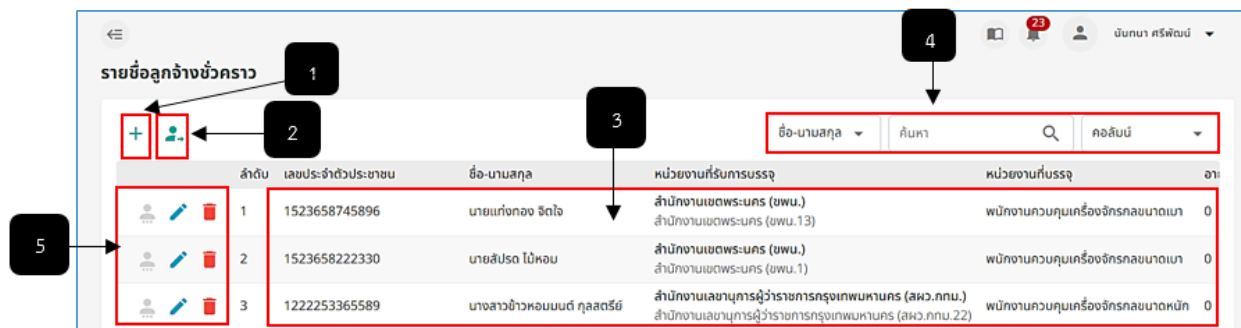 23
นันทนา ศรีพัฒน์
4
รายชื่อลูกจ้างชั่วคราว
1
2
3
ชื่อ-นามสกุล
ค้นหา
คอลัมน์
ลำดับ เลขประจำตัวประชาชน ชื่อ-นามสกุล หน่วยงานที่รับการบรรจุ หน่วยงานที่บรรจุ
5
1 1523658745896 นายแท่งทอง จิตใจ สำนักงานเขตพระนคร (ขพน.) พนักงานควบคุมเครื่องจักรกลขนาดเบา 0
สำนักงานเขตพระนคร (ขพน.13)
2 1523658222330 นายสัปรด ไม้หอม สำนักงานเขตพระนคร (ขพน.) พนักงานควบคุมเครื่องจักรกลขนาดเบา 0
สำนักงานเขตพระนคร (ขพน.1)
3 1222253365589 นางสาวข้าวหอมมนต์ กุลสตรีย์ สำนักงานเลขานุการผู้ว่าราชการกรุงเทพมหานคร (สผว.กทม.) พนักงานควบคุมเครื่องจักรกลขนาดหนัก 0
สำนักงานเลขานุการผู้ว่าราชการกรุงเทพมหานคร (สผว.กทม.22)